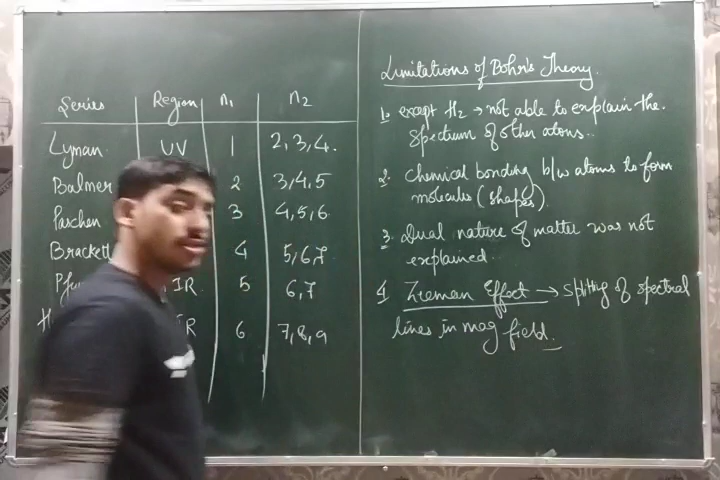 Series Region n1 n2
Lyman UV 1 2,3,4.
Balmer 2 3,4,5
Paschen 3 4,5,6
Brackett 4 5,6,7
Pfu IR 5 6,7
H R 6 7,8,9
Limitations of Bohr's Theory.
1. except H2 → not able to explain the
spectrum of other atoms..
2. Chemical bonding b/w atoms to form
molecules (shapes).
3. Dual nature of matter was not
explained..
4 Zeeman Effect → spliting of spectral
lines in mag field.